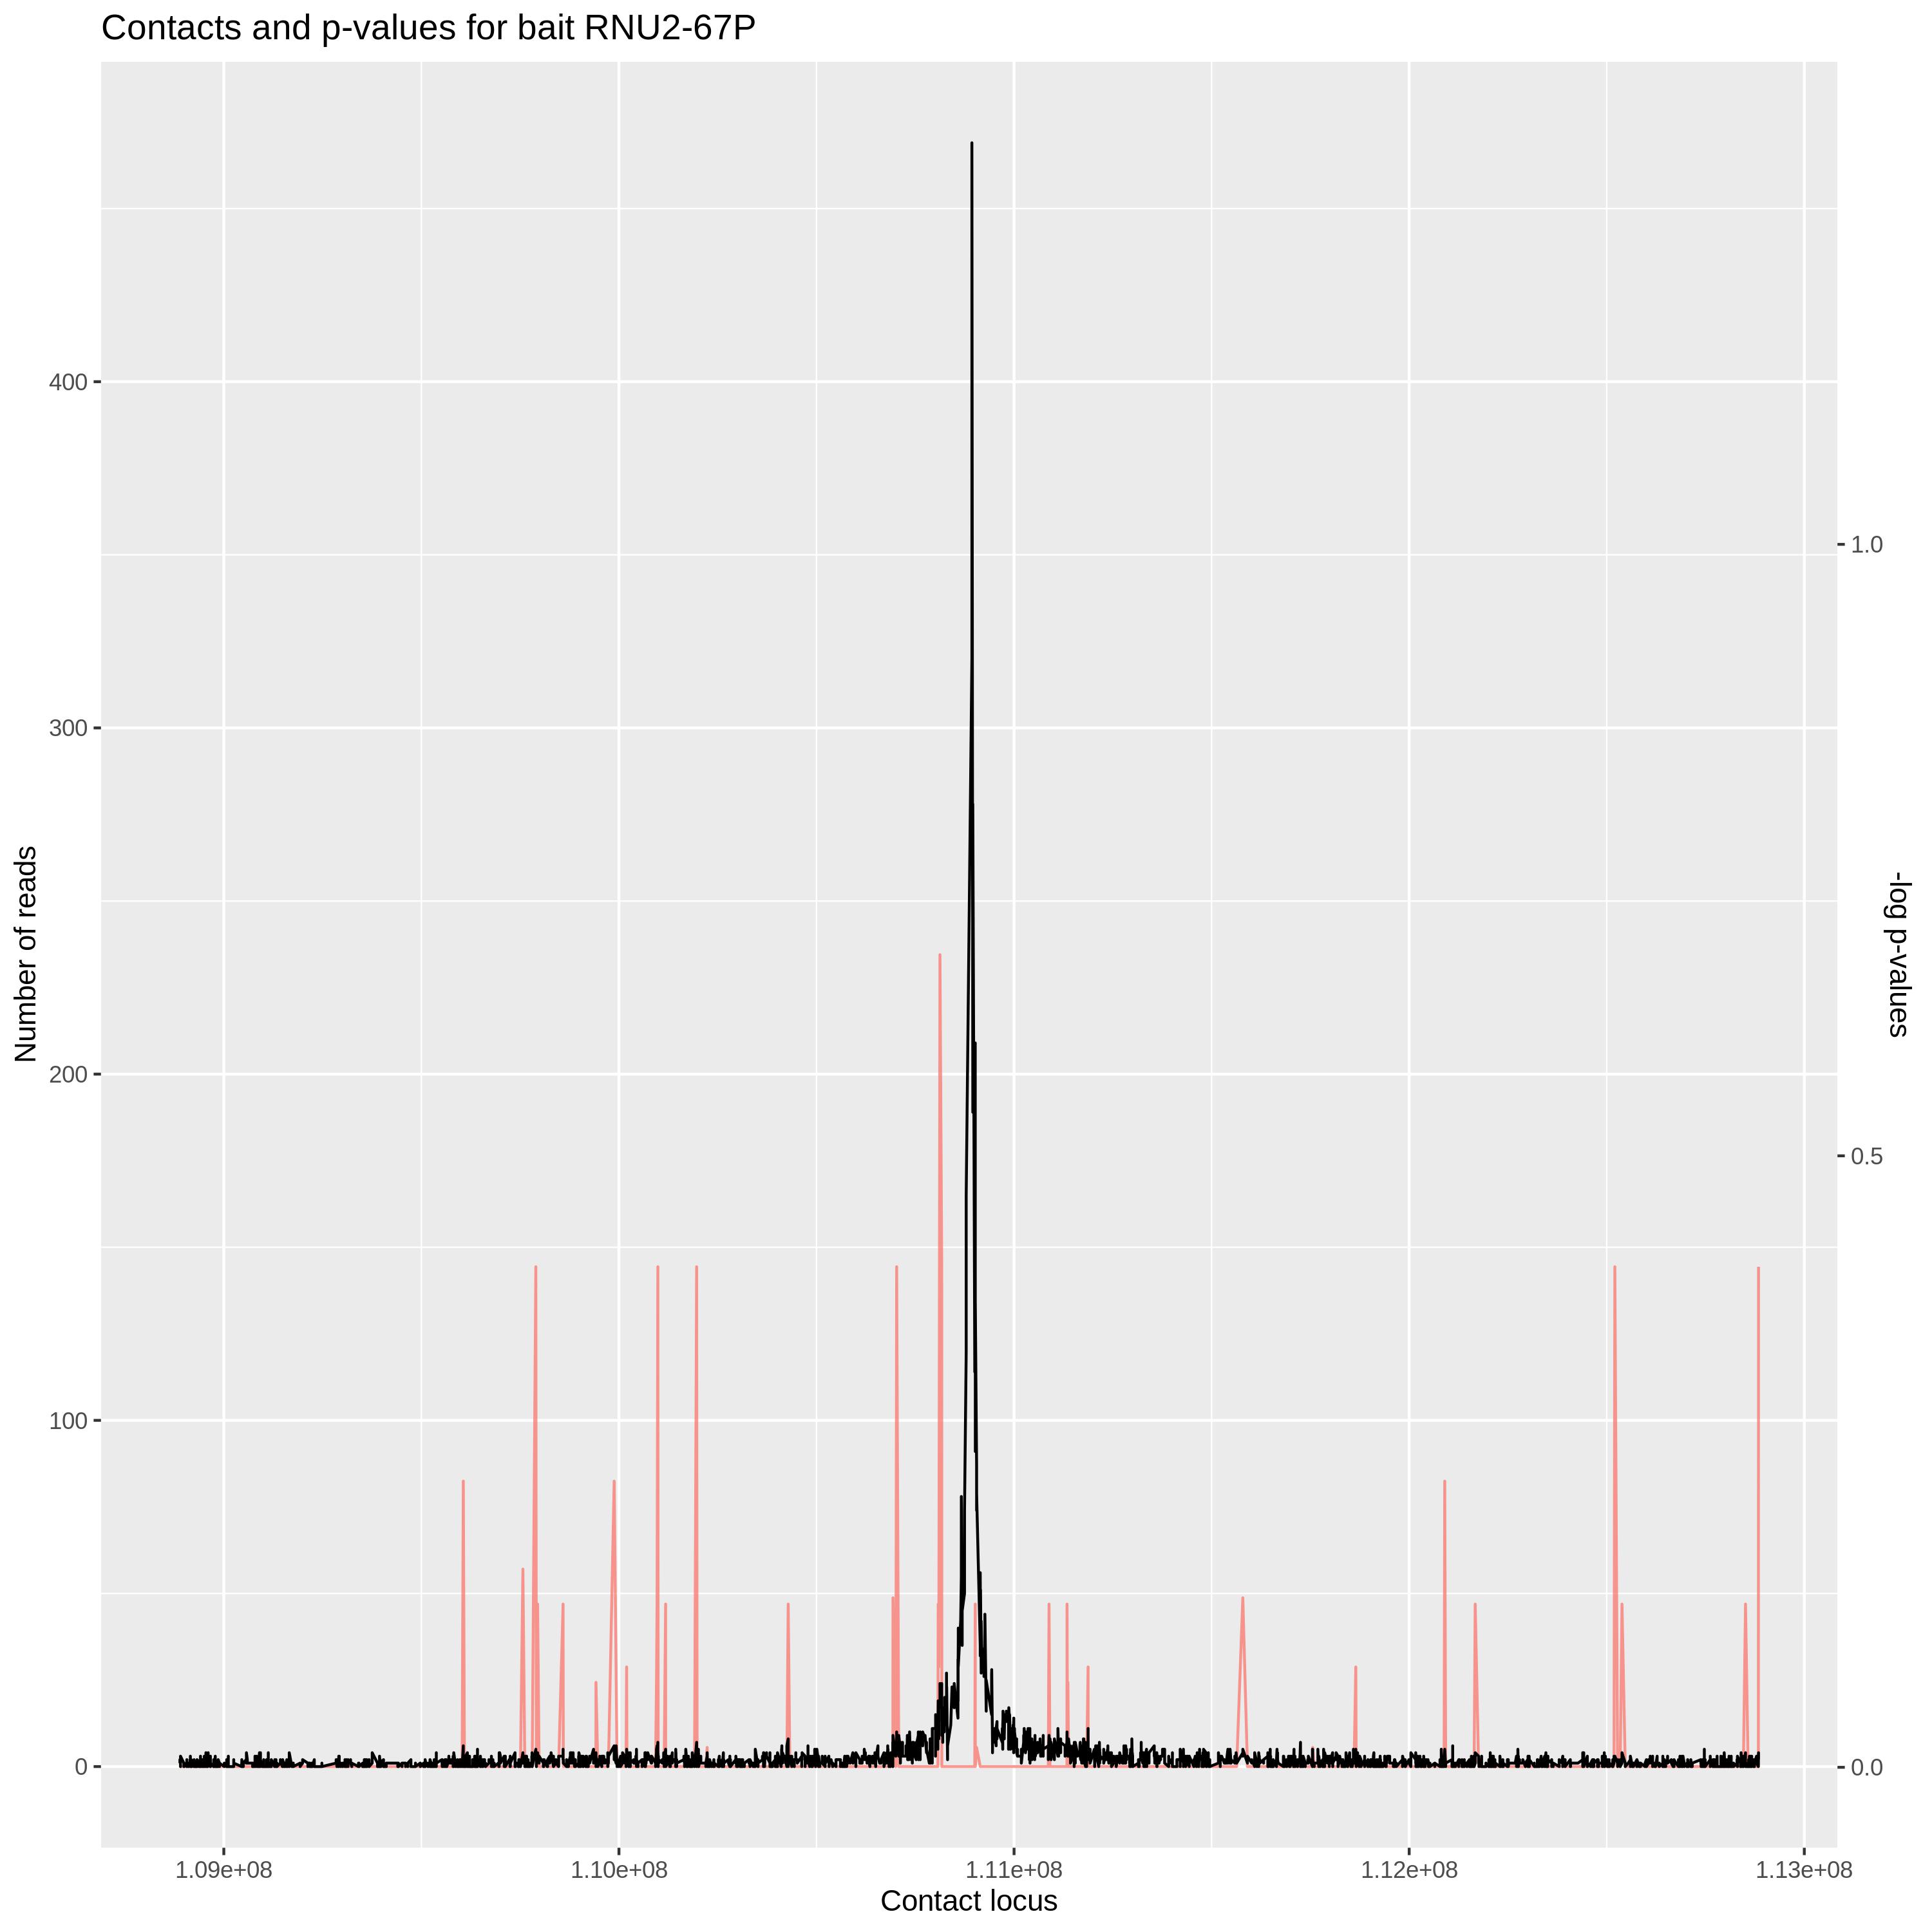 Contacts and p-values for bait RNU2-67P
400
300
200
100
0
Number of reads
1.0
0.5
0.0
-log p-values
1.09e+08
1.10e+08
1.11e+08
1.12e+08
1.13e+08
Contact locus